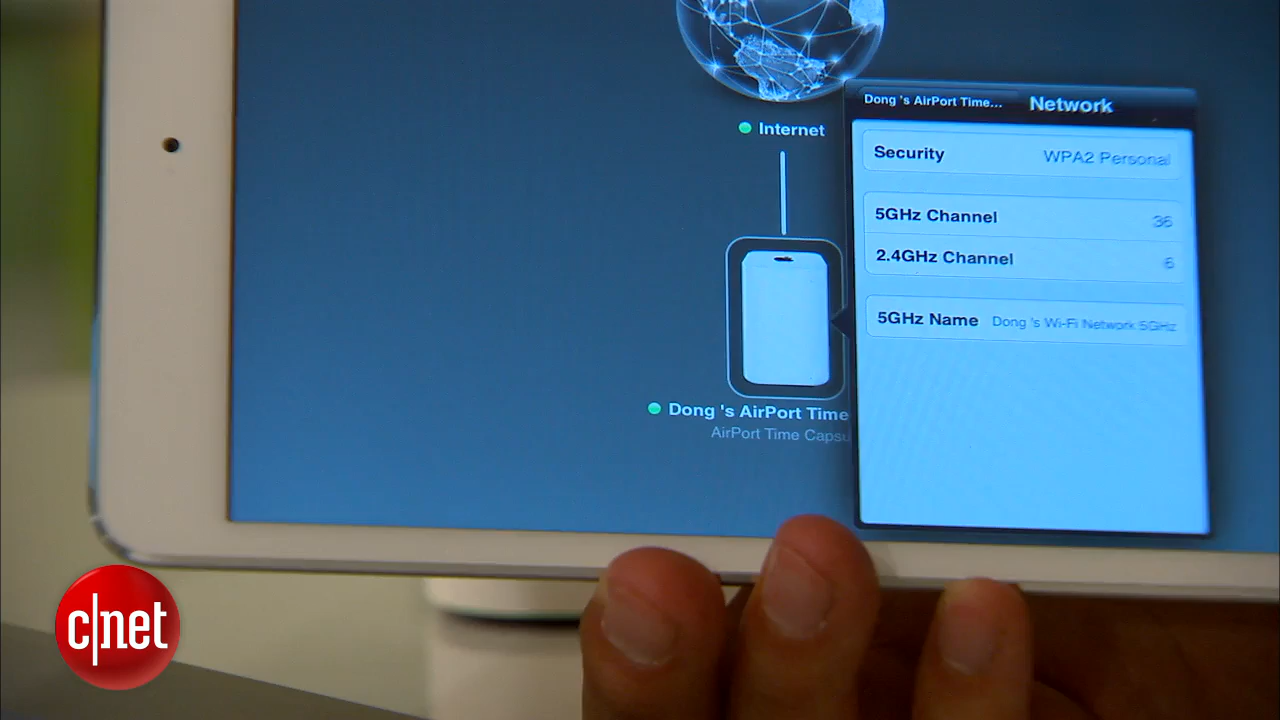 Internet
Dong 's AirPort Time
AirPort Time Capsu
Dong 's AirPort Time...
Network
Security WPA2 Personal
5GHz Channel 36
2.4GHz Channel 6
5GHz Name Dong 's Wi-Fi Network 5GHz
c|net